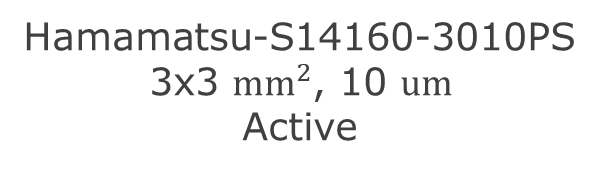 Hamamatsu-S14160-3010PS
3x3 mm², 10 um
Active